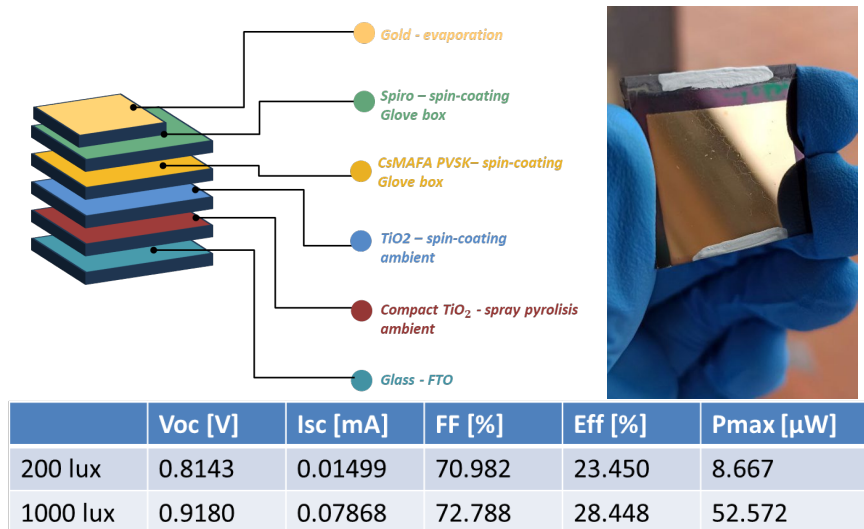 Gold - evaporation
Spiro – spin-coating
Glove box
CsMAFA PVSK– spin-coating
Glove box
TiO2 – spin-coating
ambient
Compact TiO₂ - spray pyrolisis
ambient
Glass - FTO
Voc [V] Isc [mA] FF [%] Eff [%] Pmax [µW]
200 lux 0.8143 0.01499 70.982 23.450 8.667
1000 lux 0.9180 0.07868 72.788 28.448 52.572